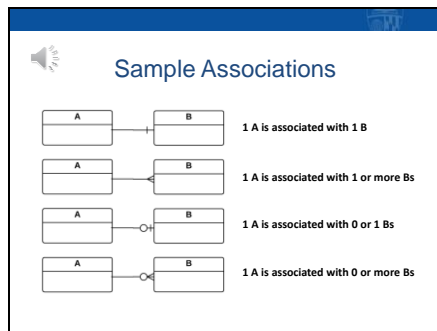 Sample Associations
A B
1 A is associated with 1 B
A B
1 A is associated with 1 or more Bs
A B
1 A is associated with 0 or 1 Bs
A B
1 A is associated with 0 or more Bs